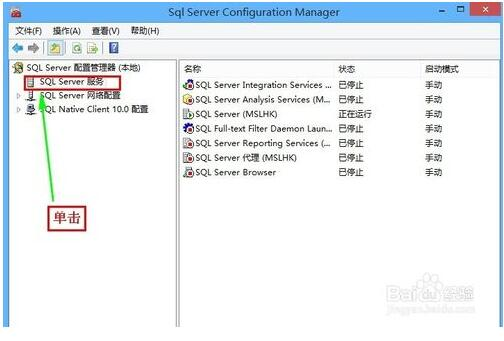 Sql Server Configuration Manager
文件(F) 操作(A) 查看(V) 帮助(H)
SQL Server 配置管理器 (本地)
SQL Server 服务
SQL Server 网络配置
SQL Native Client 10.0 配置
单击
名称 状态 启动模式
SQL Server Integration Services ... 已停止 手动
SQL Server Analysis Services (M... 已停止 手动
SQL Server (MSLHK) 正在运行 手动
SQL Full-text Filter Daemon Laun... 已停止 手动
SQL Server Reporting Services (... 已停止 手动
SQL Server 代理 (MSLHK) 已停止 手动
SQL Server Browser 已停止 手动
Baidu 经验
jingyan.baidu.com